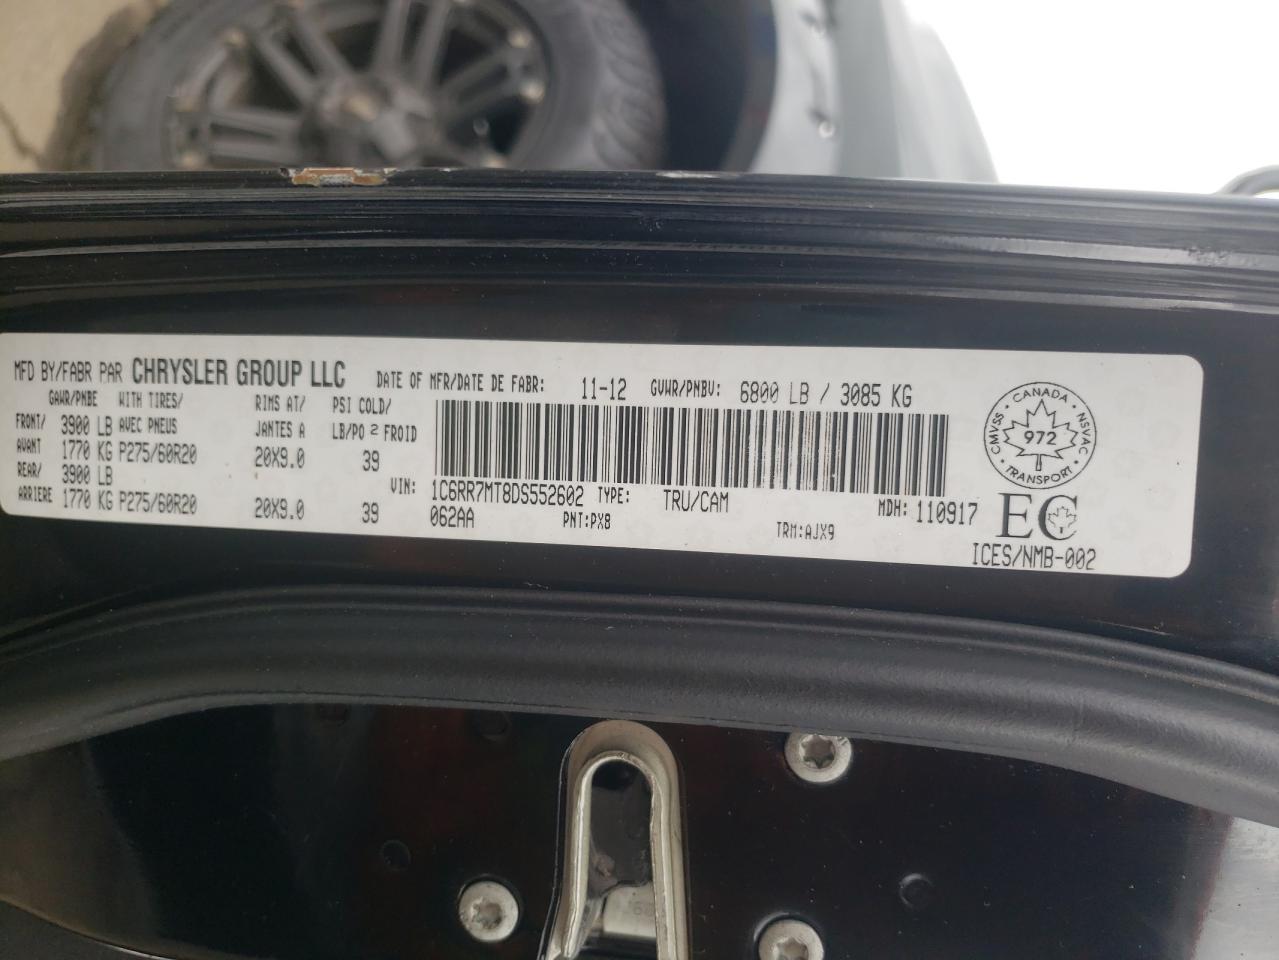 MFD BY/FABR PAR CHRYSLER GROUP LLC DATE OF MFR/DATE DE FABR: 11-12 GVWR/PNBV: 6800 LB / 3085 KG
GAWR/PNBE WITH TIRES/ RIMS AT/ PSI COLD/
FRONT/ 3900 LB AVEC PNEUS JANTES A LB/PO 2 FROID
AVANT 1770 KG P275/60R20 20X9.0 39
REAR/ 3900 LB
ARRIERE 1770 KG P275/60R20 20X9.0 39
VIN: 1C6RR7MT8DS552602 TYPE: TRU/CAM MDH: 110917
062AA PNT:PX8 TRM:AJX9
CANADA
CMVSS 972 NSVAC
TRANSPORT
EC
ICES/NMB-002